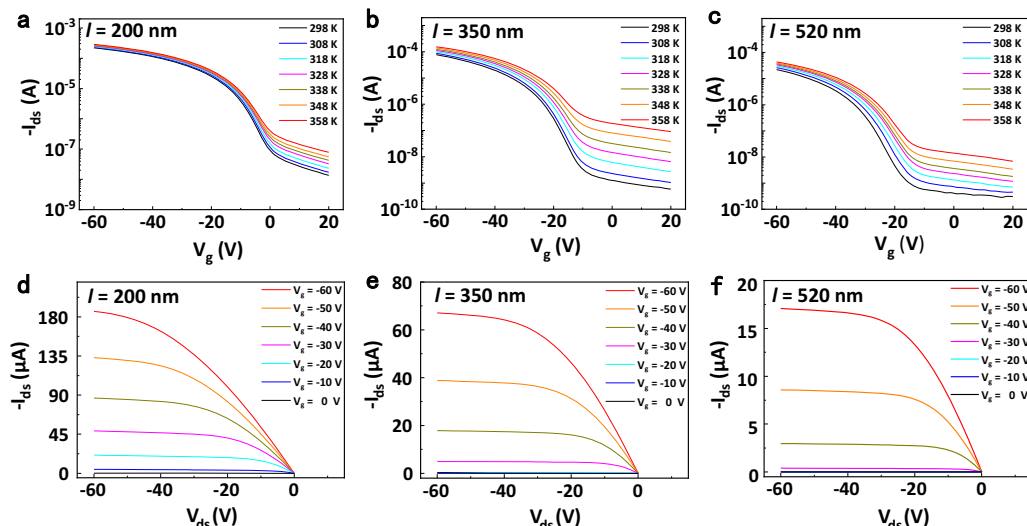 a
l = 200 nm
10⁻³
10⁻⁵
10⁻⁷
10⁻⁹
-I_ds (A)
298 K
308 K
318 K
328 K
338 K
348 K
358 K
-60 -40 -20 0 20
V_g (V)
b
l = 350 nm
10⁻⁴
10⁻⁶
10⁻⁸
10⁻¹⁰
-I_ds (A)
298 K
308 K
318 K
328 K
338 K
348 K
358 K
-60 -40 -20 0 20
V_g (V)
c
l = 520 nm
10⁻⁴
10⁻⁶
10⁻⁸
10⁻¹⁰
-I_ds (A)
298 K
308 K
318 K
328 K
338 K
348 K
358 K
-60 -40 -20 0 20
V_g (V)
d
l = 200 nm
180
135
90
45
0
-I_ds (µA)
V_g = -60 V
V_g = -50 V
V_g = -40 V
V_g = -30 V
V_g = -20 V
V_g = -10 V
V_g = 0 V
-60 -40 -20 0
V_ds (V)
e
l = 350 nm
80
60
40
20
0
-I_ds (µA)
V_g = -60 V
V_g = -50 V
V_g = -40 V
V_g = -30 V
V_g = -20 V
V_g = -10 V
V_g = 0 V
-60 -40 -20 0
V_ds (V)
f
l = 520 nm
20
15
10
5
0
-I_ds (µA)
V_g = -60 V
V_g = -50 V
V_g = -40 V
V_g = -30 V
V_g = -20 V
V_g = -10 V
V_g = 0 V
-60 -40 -20 0
V_ds (V)